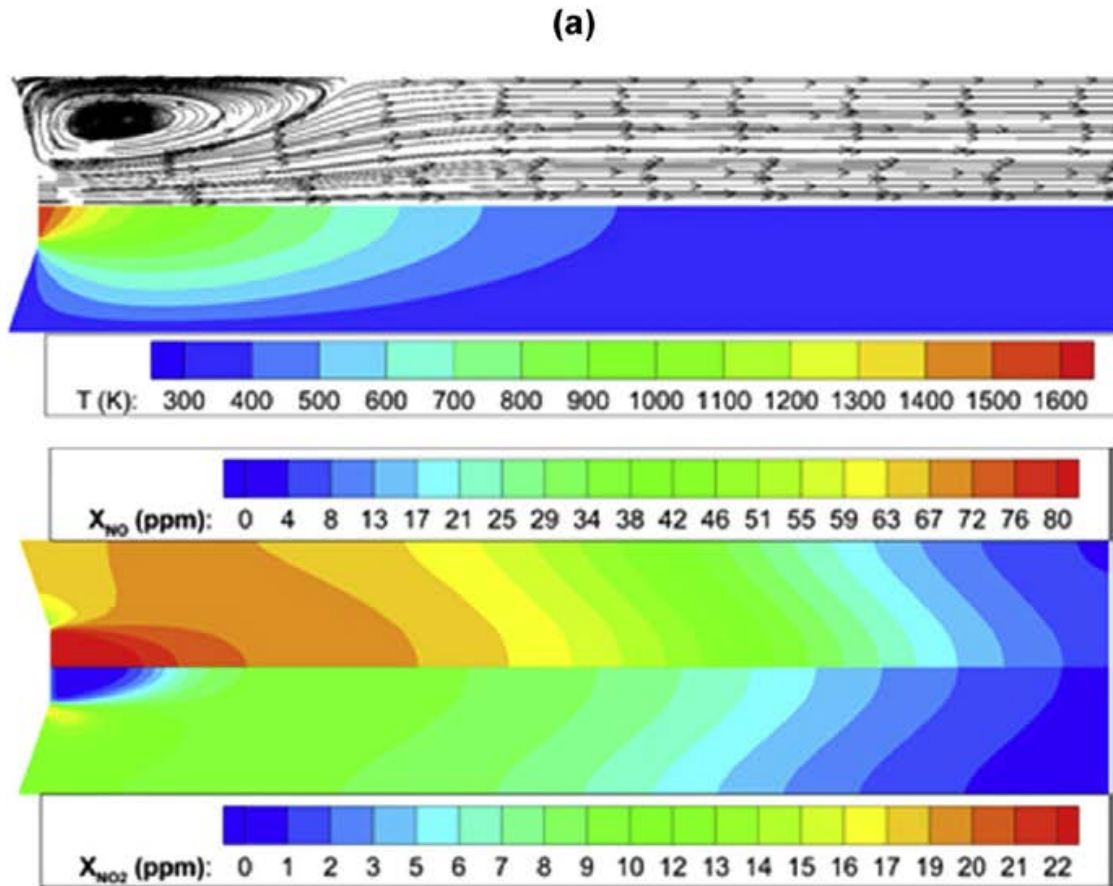 (a)
T (K): 300 400 500 600 700 800 900 1000 1100 1200 1300 1400 1500 1600
X_NO (ppm): 0 4 8 13 17 21 25 29 34 38 42 46 51 55 59 63 67 72 76 80
X_NO2 (ppm): 0 1 2 3 5 6 7 8 9 10 12 13 14 15 16 17 19 20 21 22